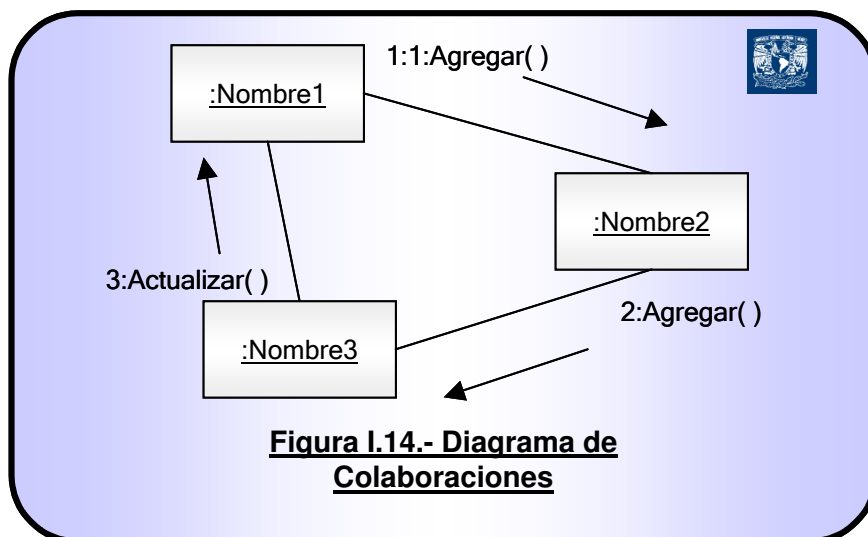 1:1:Agregar( )
:Nombre1
:Nombre2
3:Actualizar( )
2:Agregar( )
:Nombre3
Figura I.14.- Diagrama de
Colaboraciones